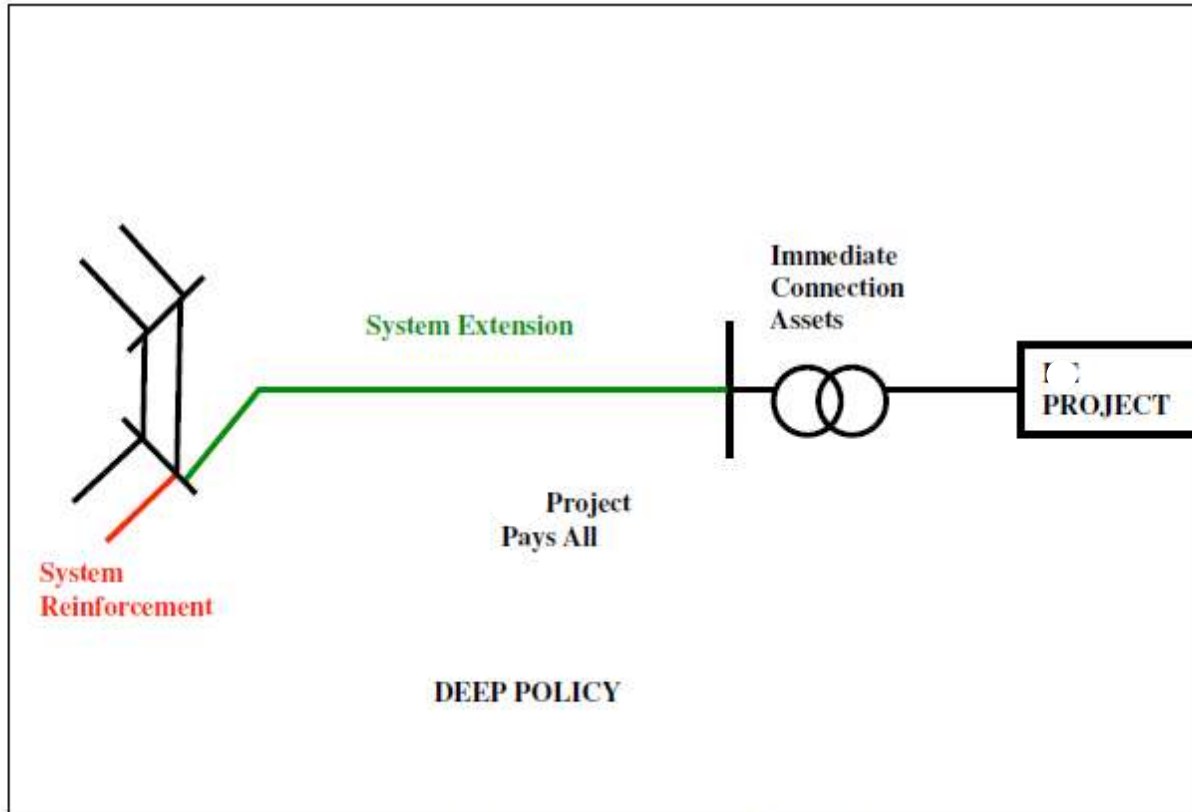 Immediate
Connection
Assets
System Extension
PROJECT
Project
Pays All
System
Reinforcement
DEEP POLICY